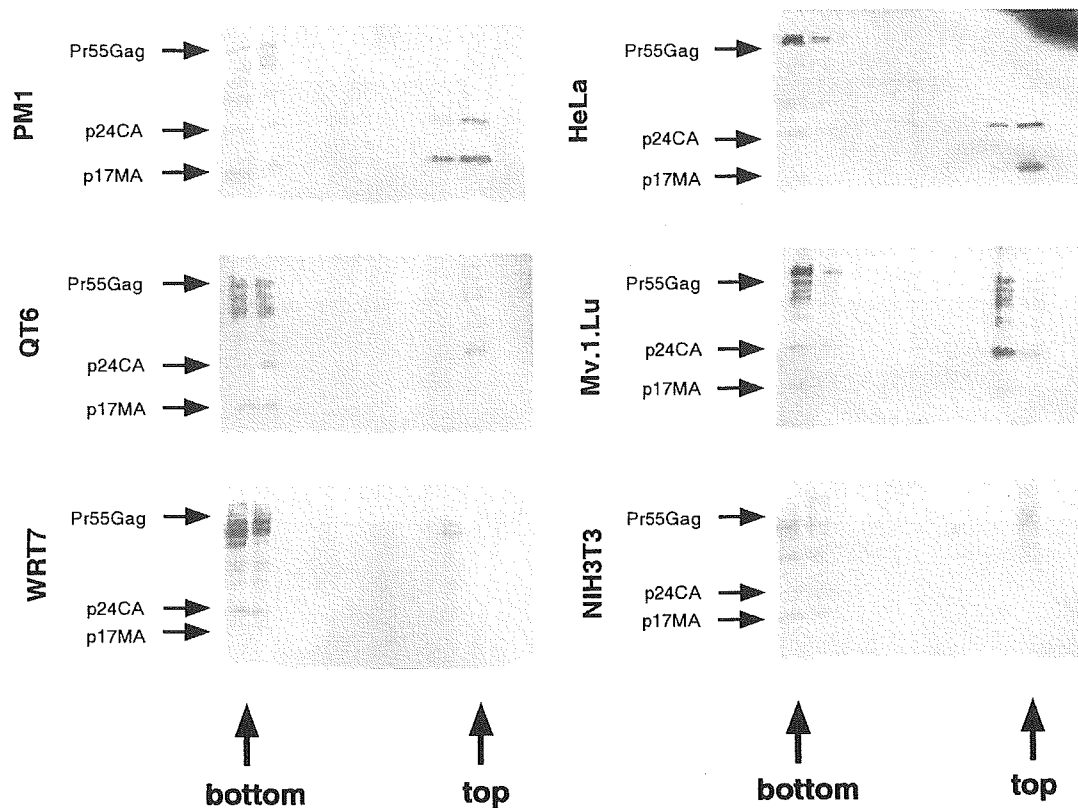 PM1
Pr55Gag
p24CA
p17MA
HeLa
Pr55Gag
p24CA
p17MA
QT6
Pr55Gag
p24CA
p17MA
Mv.1.Lu
Pr55Gag
p24CA
p17MA
WRT7
Pr55Gag
p24CA
p17MA
NIH3T3
Pr55Gag
p24CA
p17MA
bottom
top
bottom
top